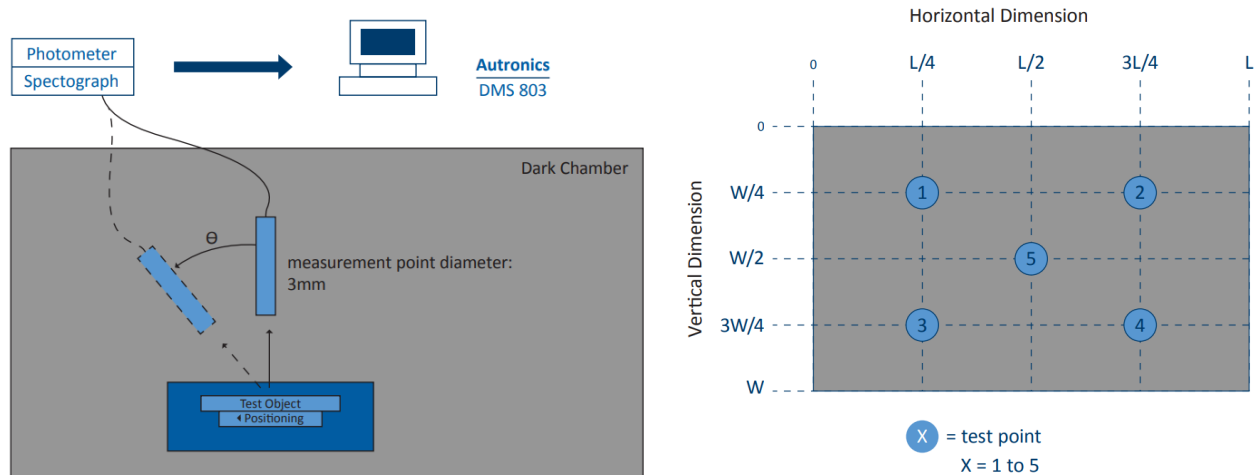 Photometer
Spectograph
Autronics
DMS 803
Dark Chamber
Θ
measurement point diameter:
3mm
Test Object
Positioning
Horizontal Dimension
0
L/4
L/2
3L/4
L
Vertical Dimension
0
W/4
W/2
3W/4
W
1
2
5
3
4
X = test point
X = 1 to 5